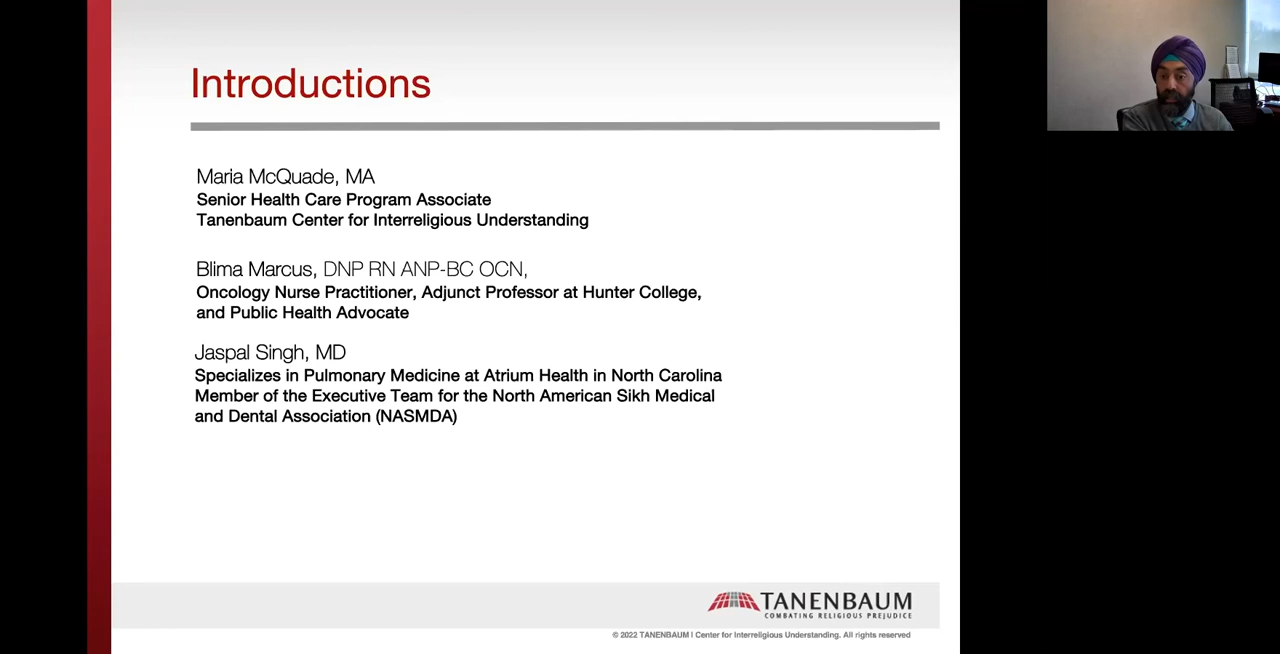 Introductions
Maria McQuade, MA
Senior Health Care Program Associate
Tanenbaum Center for Interreligious Understanding
Blima Marcus, DNP RN ANP-BC OCN,
Oncology Nurse Practitioner, Adjunct Professor at Hunter College,
and Public Health Advocate
Jaspal Singh, MD
Specializes in Pulmonary Medicine at Atrium Health in North Carolina
Member of the Executive Team for the North American Sikh Medical
and Dental Association (NASMDA)
TANENBAUM
COMBATING RELIGIOUS PREJUDICE
© 2022 TANENBAUM | Center for Interreligious Understanding. All rights reserved